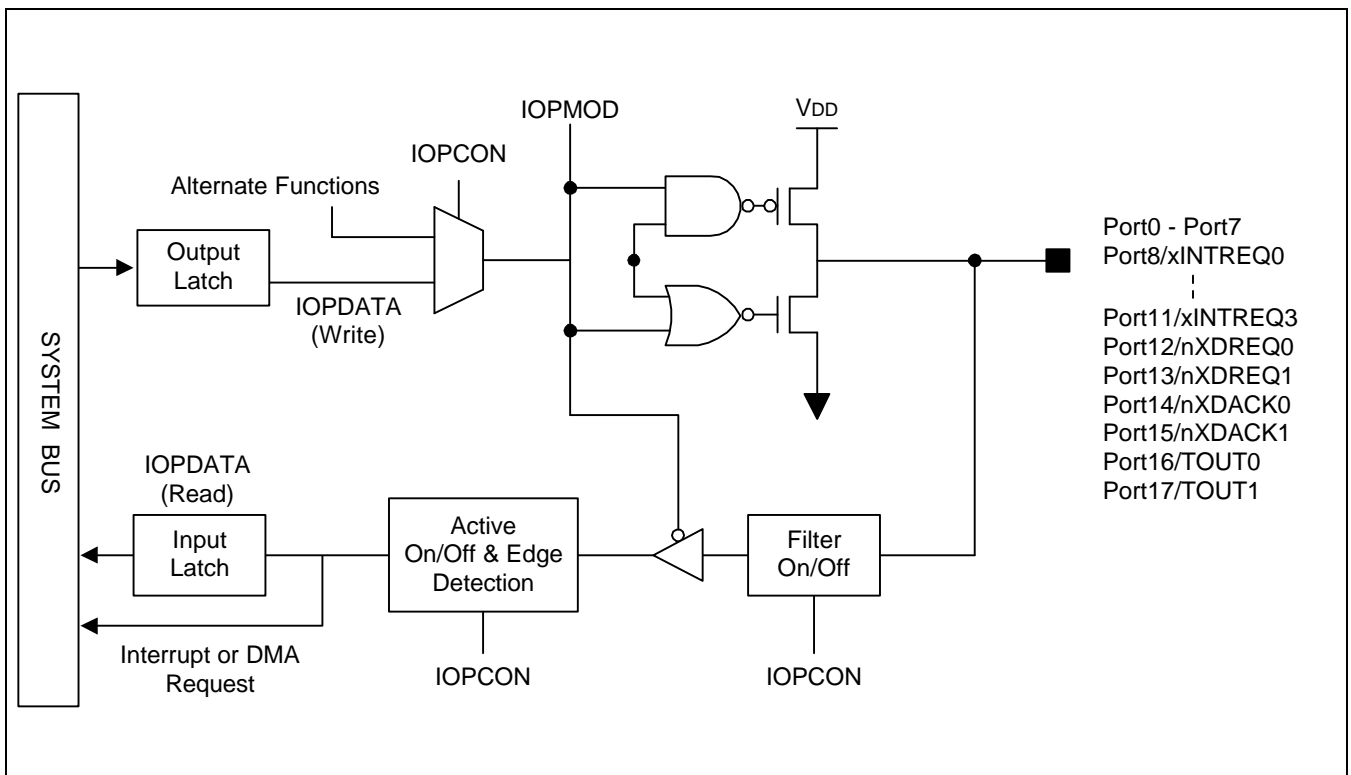 IOPMOD
VDD
IOPCON
Alternate Functions
Output
Latch
IOPDATA
(Write)
SYSTEM BUS
Port0 - Port7
Port8/xINTREQ0
Port11/xINTREQ3
Port12/nXDREQ0
Port13/nXDREQ1
Port14/nXDACK0
Port15/nXDACK1
Port16/TOUT0
Port17/TOUT1
IOPDATA
(Read)
Input
Latch
Active
On/Off & Edge
Detection
Filter
On/Off
Interrupt or DMA
Request
IOPCON
IOPCON